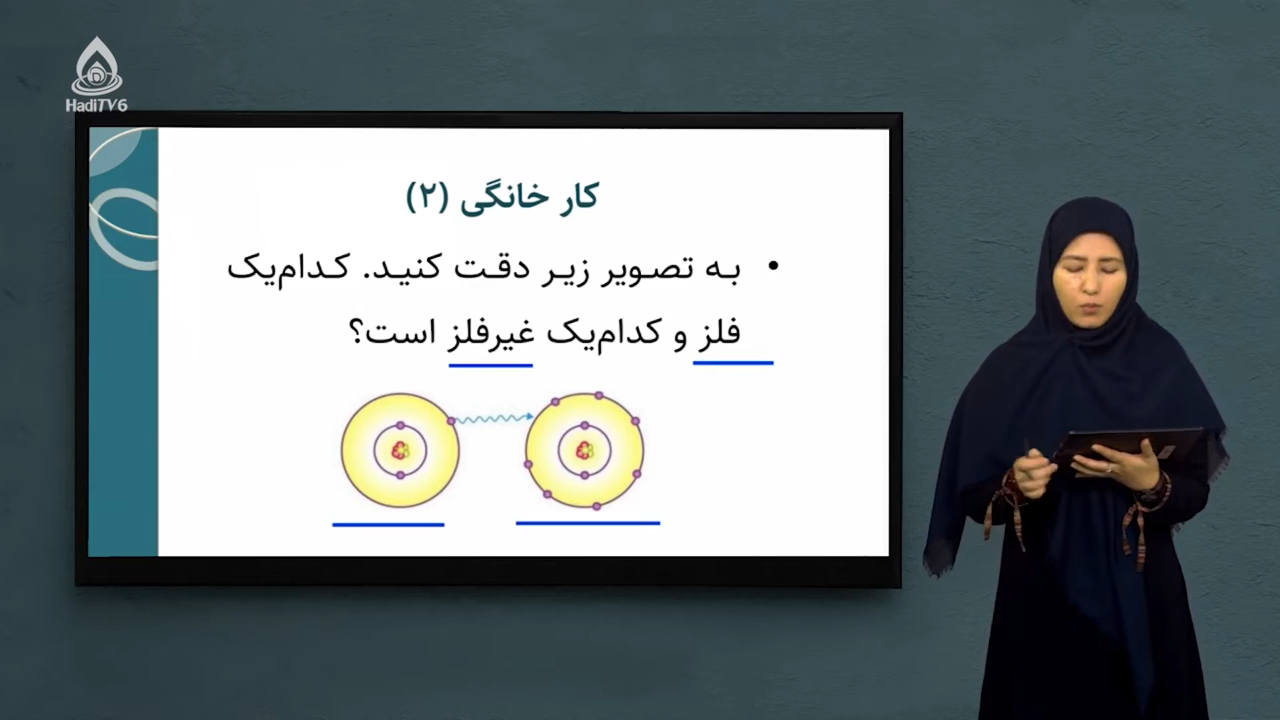 HadiTV6
کار خانگی (۲)
• به تصویر زیر دقت کنید. کدام‌یک
فلز و کدام‌یک غیرفلز است؟